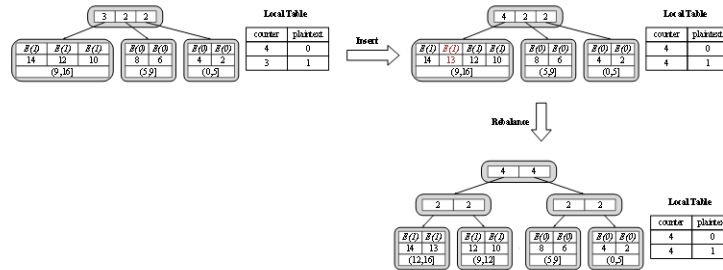 3 2 2
E(1) E(1) E(1)
14 12 10
(9,16]
E(0) E(0)
8 6
(5,9]
E(0) E(0)
4 2
(0,5]
Local Table
counter plaintext
4 0
3 1
Insert
4 2 2
E(1) E(1) E(1) E(1)
14 13 12 10
(9,16]
E(0) E(0)
8 6
(5,9]
E(0) E(0)
4 2
(0,5]
Local Table
counter plaintext
4 0
4 1
Rebalance
4 4
2 2
2 2
E(1) E(1)
14 13
(12,16]
E(1) E(1)
12 10
(9,12]
E(0) E(0)
8 6
(5,9]
E(0) E(0)
4 2
(0,5]
Local Table
counter plaintext
4 0
4 1